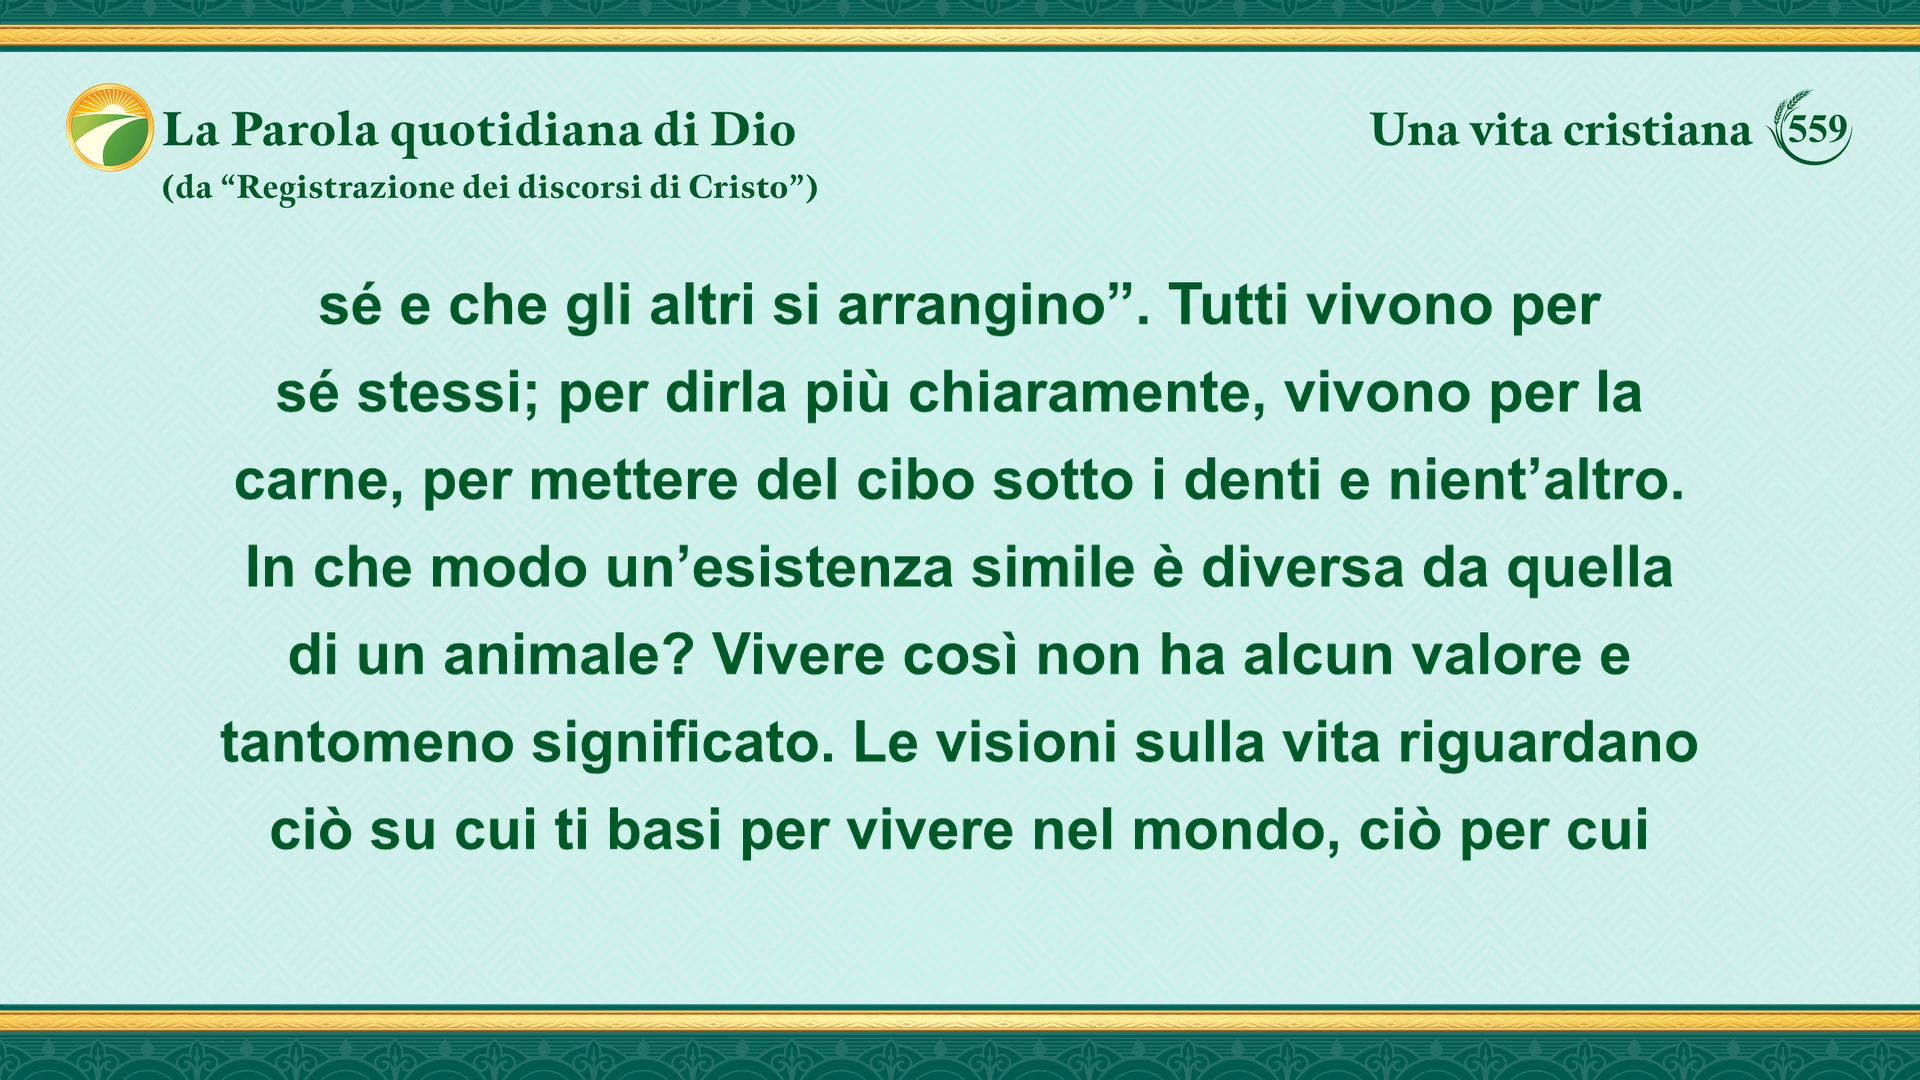 La Parola quotidiana di Dio
(da “Registrazione dei discorsi di Cristo”)
Una vita cristiana 559
sé e che gli altri si arrangino”. Tutti vivono per
sé stessi; per dirla più chiaramente, vivono per la
carne, per mettere del cibo sotto i denti e nient’altro.
In che modo un’esistenza simile è diversa da quella
di un animale? Vivere così non ha alcun valore e
tantomeno significato. Le visioni sulla vita riguardano
ciò su cui ti basi per vivere nel mondo, ciò per cui